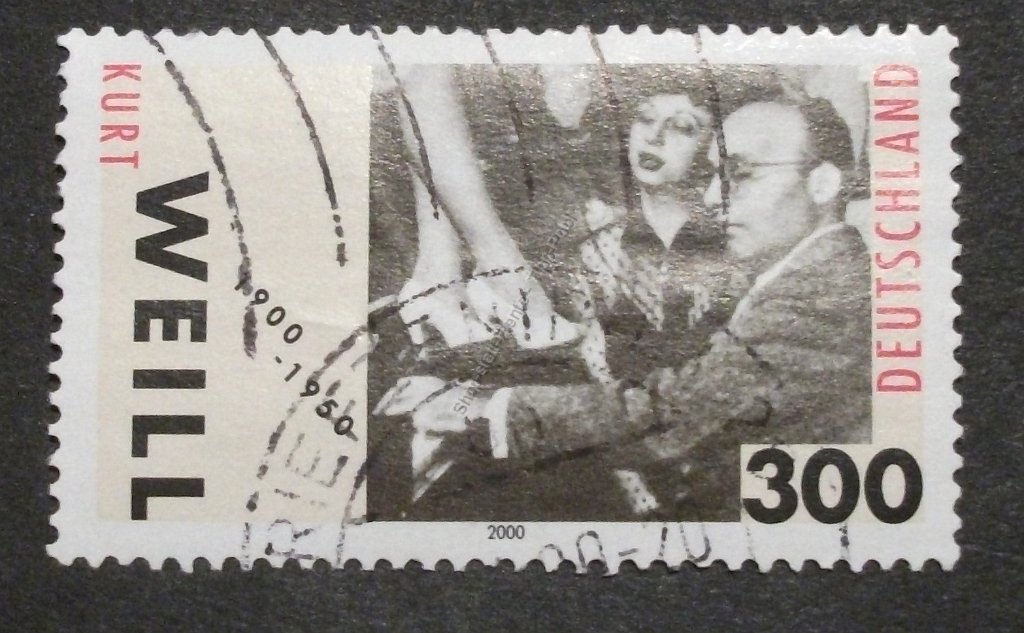 KURT
WEILL
1900
-1950
DEUTSCHLAND
300
2000